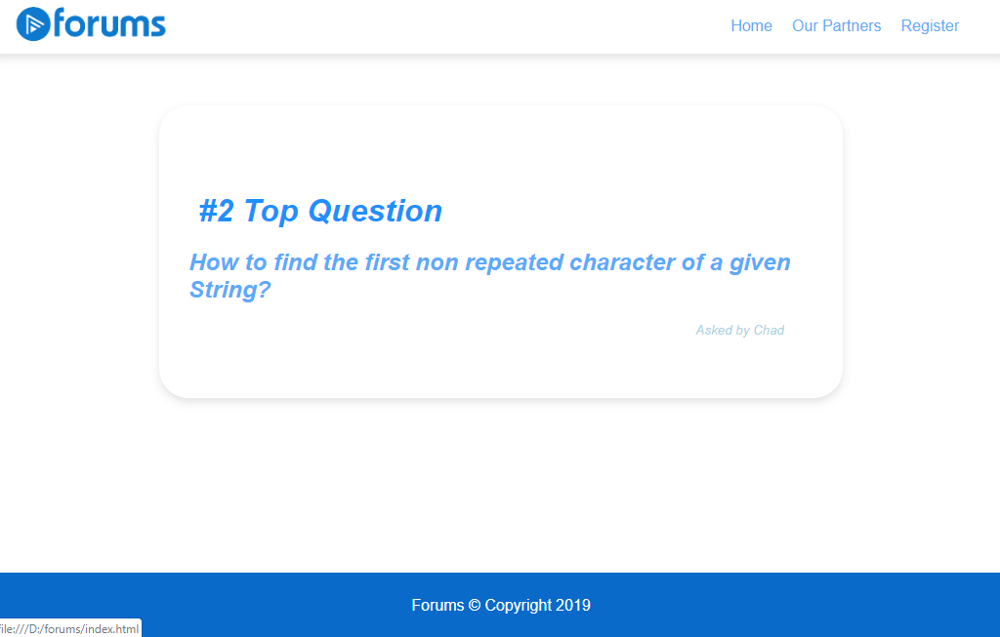 forums
Home Our Partners Register
#2 Top Question
How to find the first non repeated character of a given
String?
Asked by Chad
Forums © Copyright 2019
ile:///D:/forums/index.html